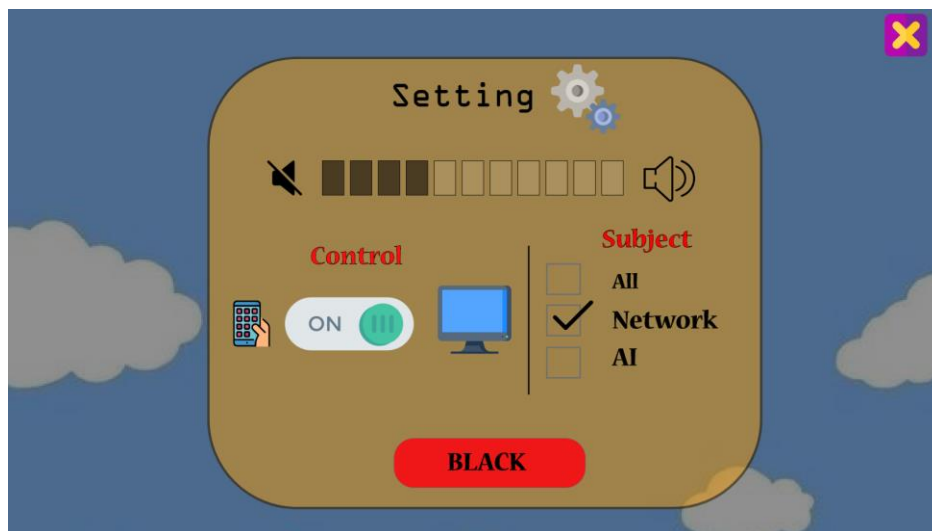 Setting
Control
ON
Subject
All
Network
AI
BLACK